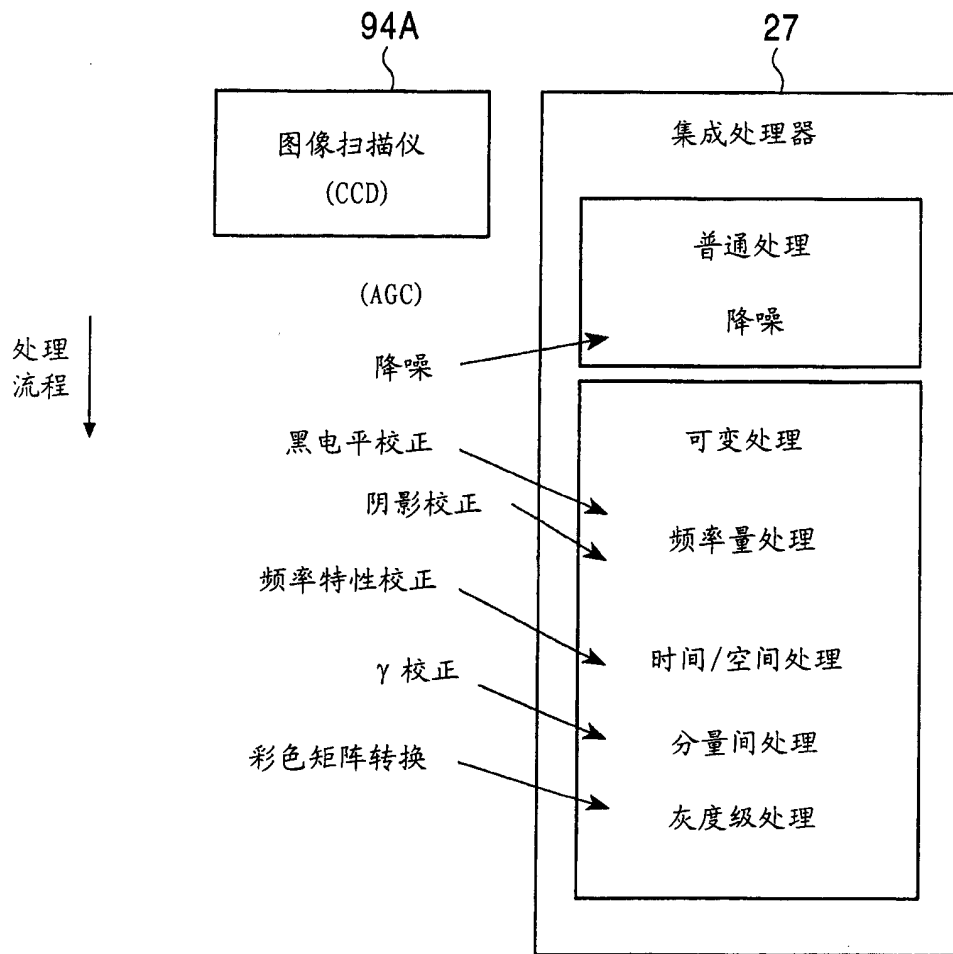 94A
27
图像扫描仪
(CCD)
集成处理器
普通处理
降噪
(AGC)
处理
流程
降噪
黑电平校正
阴影校正
频率特性校正
γ 校正
彩色矩阵转换
可变处理
频率量处理
时间/空间处理
分量间处理
灰度级处理